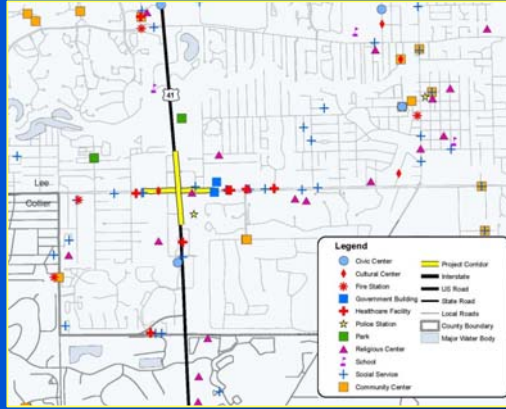 41
Lee
Collier
Legend
Civic Center
Cultural Center
Fire Station
Government Building
Healthcare Facility
Police Station
Park
Religious Center
School
Social Service
Community Center
Project Corridor
Interstate
US Road
State Road
Local Roads
County Boundary
Major Water Body